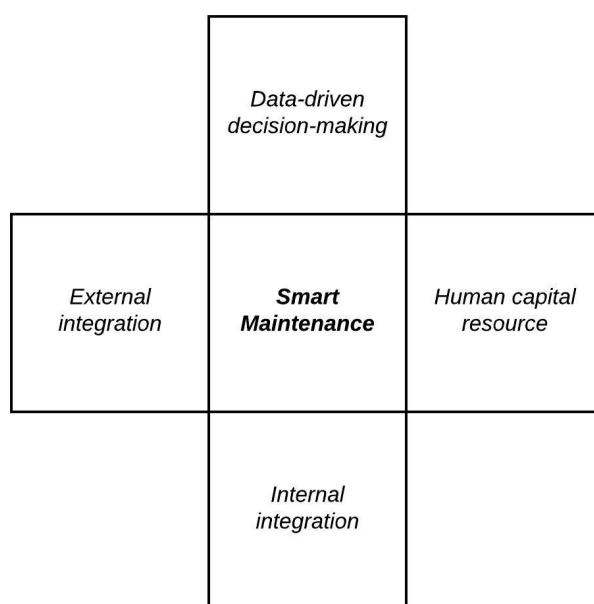 Data-driven
decision-making
External
integration
Smart
Maintenance
Human capital
resource
Internal
integration